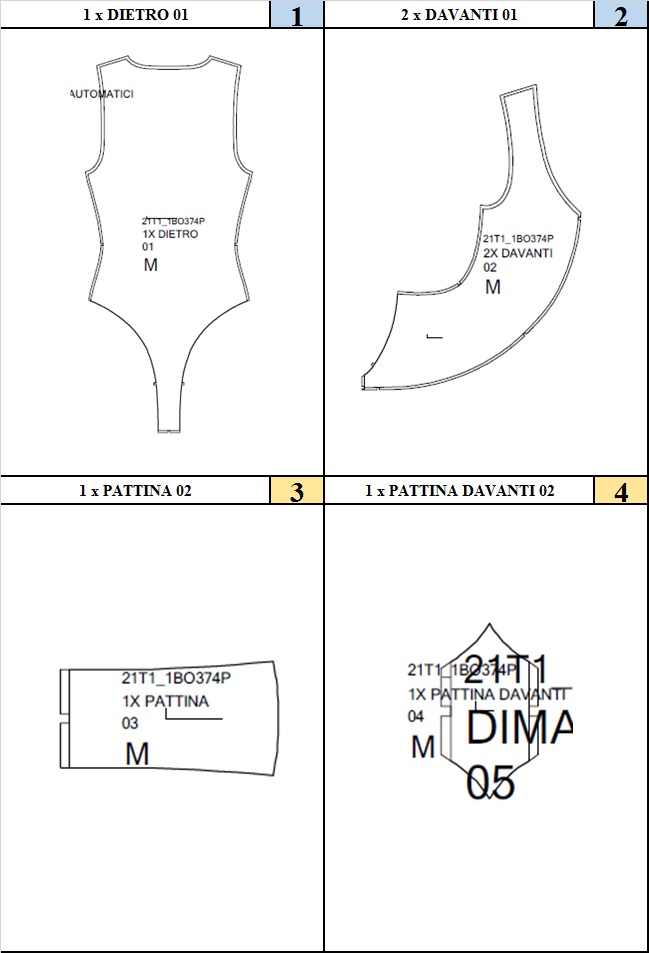 1 x DIETRO 01
1
2 x DAVANTI 01
2
AUTOMATICI
21T1_1BO374P
1X DIETRO
01
M
21T1_1BO374P
2X DAVANTI
02
M
1 x PATTINA 02
3
1 x PATTINA DAVANTI 02
4
21T1_1BO374P
1X PATTINA
03
M
21T1_1BO374P
1X PATTINA DAVANTI
04
M
21T1
DIMA
05